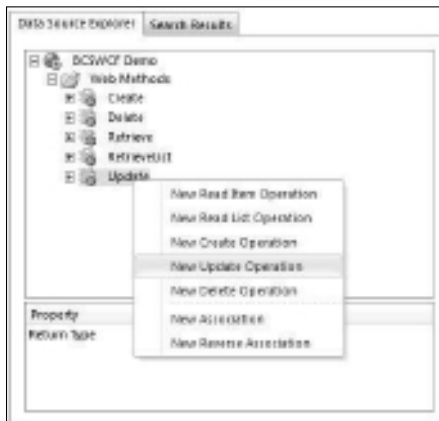 Data Source Explorer Search Results
BCSWCF Demo
Web Methods
Create
Delete
Retrieve
RetrieveList
Update
New Read Item Operation
New Read List Operation
New Create Operation
New Update Operation
New Delete Operation
New Association
New Reverse Association
Property
Return Type